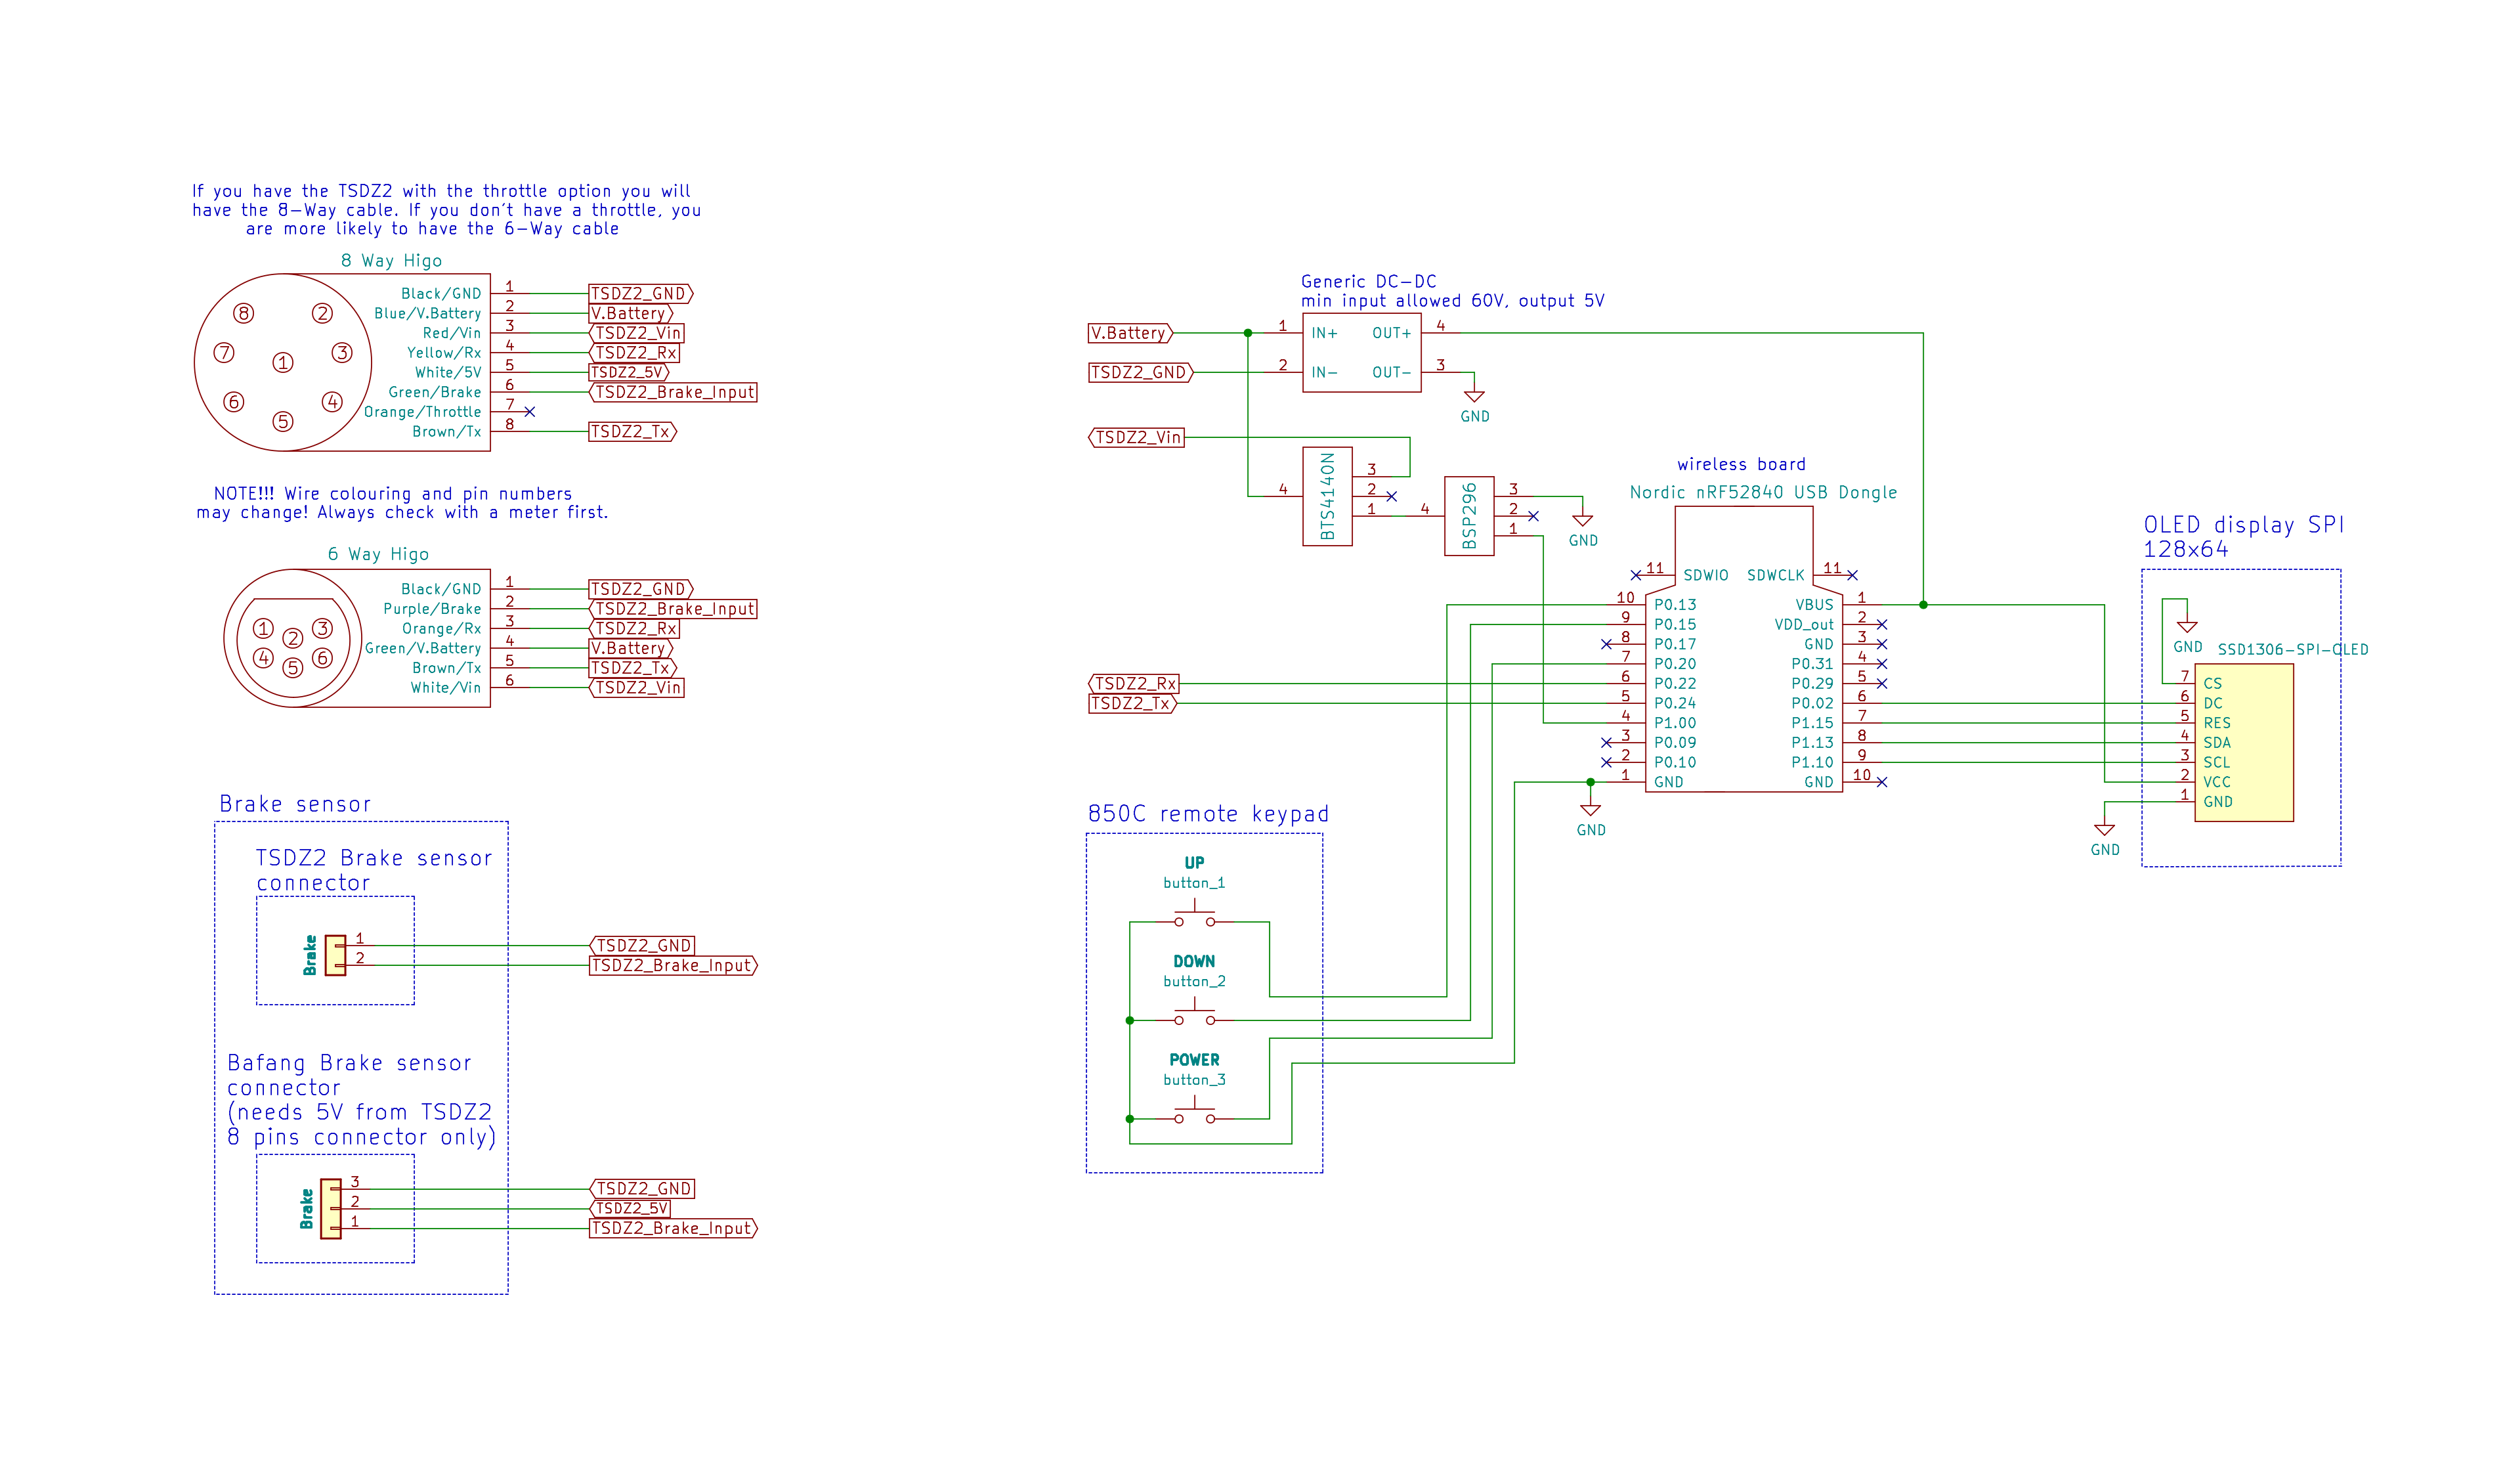 If you have the TSDZ2 with the throttle option you will
have the 8-Way cable. If you don't have a throttle, you
are more likely to have the 6-Way cable
8 Way Higo
8
2
7
3
1
6
4
5
Black/GND 1 TSDZ2_GND
Blue/V.Battery 2 V.Battery
Red/Vin 3 TSDZ2_Vin
Yellow/Rx 4 TSDZ2_Rx
White/5V 5 TSDZ2_5V
Green/Brake 6 TSDZ2_Brake_Input
Orange/Throttle 7
Brown/Tx 8 TSDZ2_Tx
NOTE!!! Wire colouring and pin numbers
may change! Always check with a meter first.
6 Way Higo
1
2
3
4
5
6
Black/GND 1 TSDZ2_GND
Purple/Brake 2 TSDZ2_Brake_Input
Orange/Rx 3 TSDZ2_Rx
Green/V.Battery 4 V.Battery
Brown/Tx 5 TSDZ2_Tx
White/Vin 6 TSDZ2_Vin
Brake sensor
TSDZ2 Brake sensor
connector
Brake
1 TSDZ2_GND
2 TSDZ2_Brake_Input
Bafang Brake sensor
connector
(needs 5V from TSDZ2
8 pins connector only)
Brake
3 TSDZ2_GND
2 TSDZ2_5V
1 TSDZ2_Brake_Input
Generic DC-DC
min input allowed 60V, output 5V
V.Battery 1 IN+ OUT+ 4
TSDZ2_GND 2 IN- OUT- 3
GND
TSDZ2_Vin
4 BTS4140N 3
2
1
4 BSP296 3
2
1
GND
wireless board
Nordic nRF52840 USB Dongle
11 SDWIO SDWCLK 11
10 P0.13 VBUS 1
9 P0.15 VDD_out 2
8 P0.17 GND 3
7 P0.20 P0.31 4
6 P0.22 P0.29 5
5 P0.24 P0.02 6
4 P1.00 P1.15 7
3 P0.09 P1.13 8
2 P0.10 P1.10 9
1 GND GND 10
GND
TSDZ2_Rx
TSDZ2_Tx
850C remote keypad
UP
button_1
DOWN
button_2
POWER
button_3
OLED display SPI
128x64
GND
SSD1306-SPI-OLED
7 CS
6 DC
5 RES
4 SDA
3 SCL
2 VCC
1 GND
GND